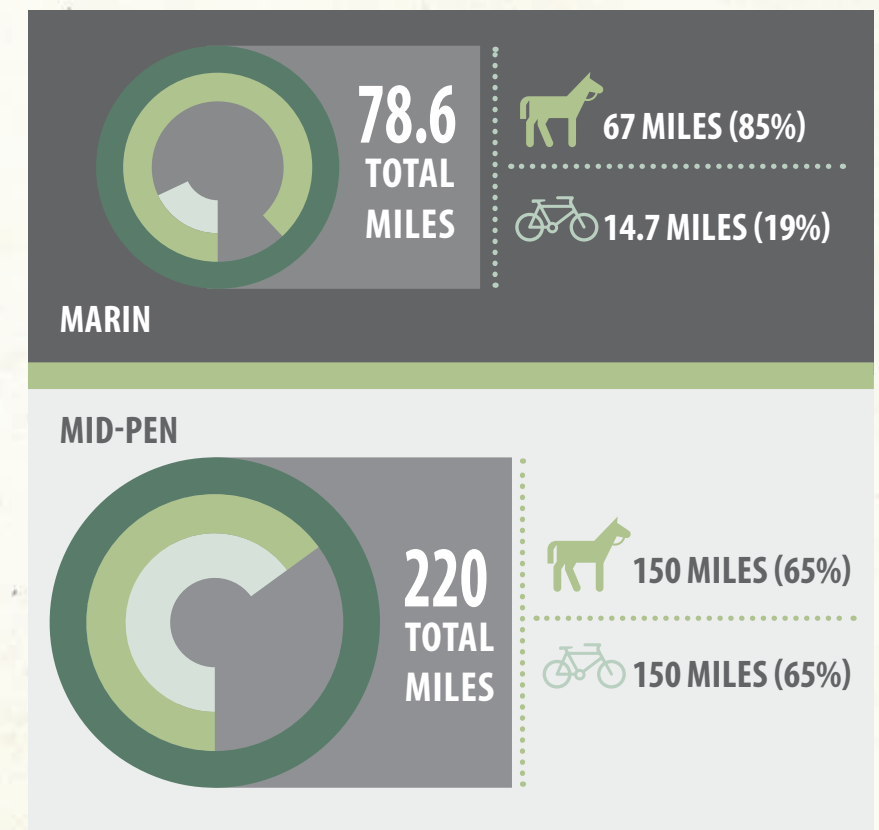 78.6
TOTAL
MILES
67 MILES (85%)
14.7 MILES (19%)
MARIN
MID-PEN
220
TOTAL
MILES
150 MILES (65%)
150 MILES (65%)